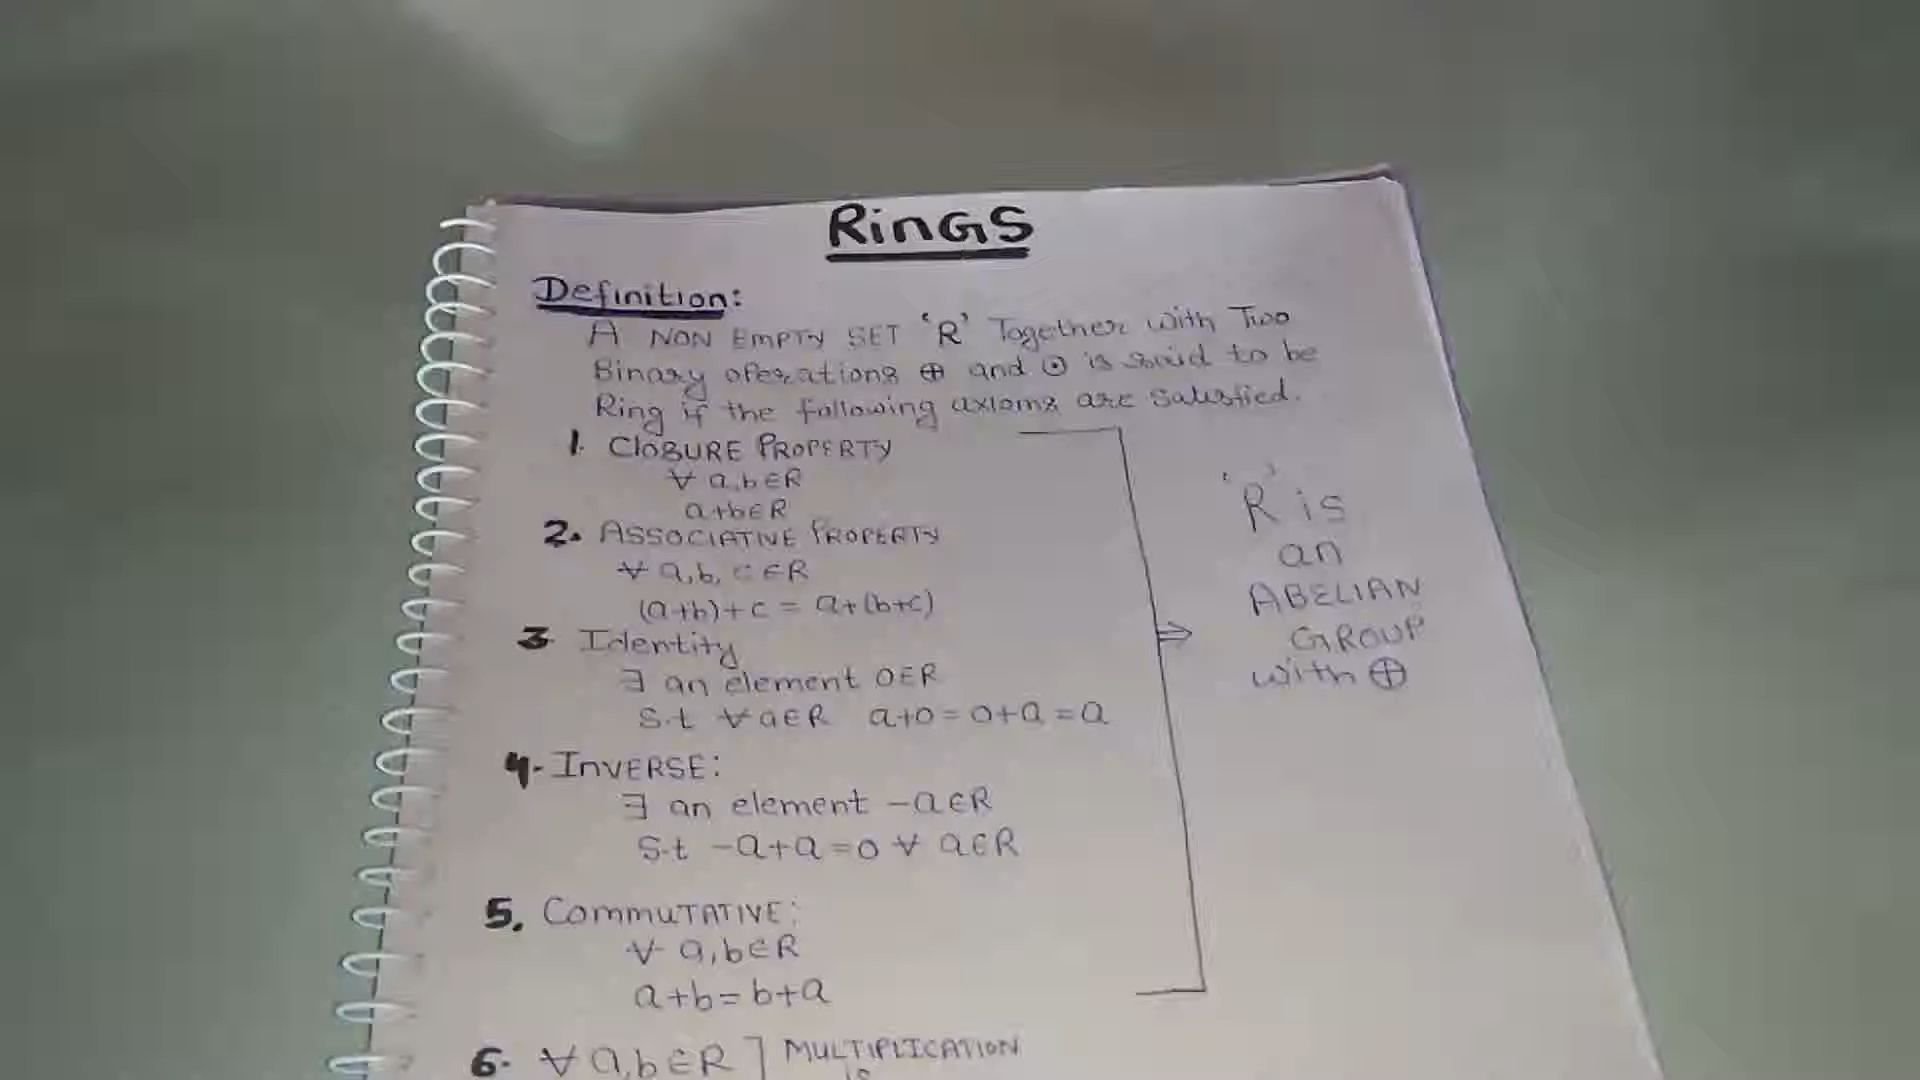 RinGS
Definition:
A NON EMPTY SET 'R' Together with Two
Binary operations ⊕ and ⊙ is said to be
Ring if the following axioms are satisfied.
1. CLOSURE PROPERTY
∀ a,b∈R
a+b∈R
2. ASSOCIATIVE PROPERTY
∀ a,b,c∈R
(a+b)+c = a+(b+c)
3 Identity
∃ an element 0∈R
S.t ∀a∈R a+0=0+a=a
4. INVERSE:
∃ an element -a∈R
S.t -a+a=0 ∀ a∈R
5. COMMUTATIVE:
∀ a,b∈R
a+b=b+a
⇒ 'R' is
an
ABELIAN
GROUP
with ⊕
6. ∀ a,b∈R ] MULTIPLICATION
is